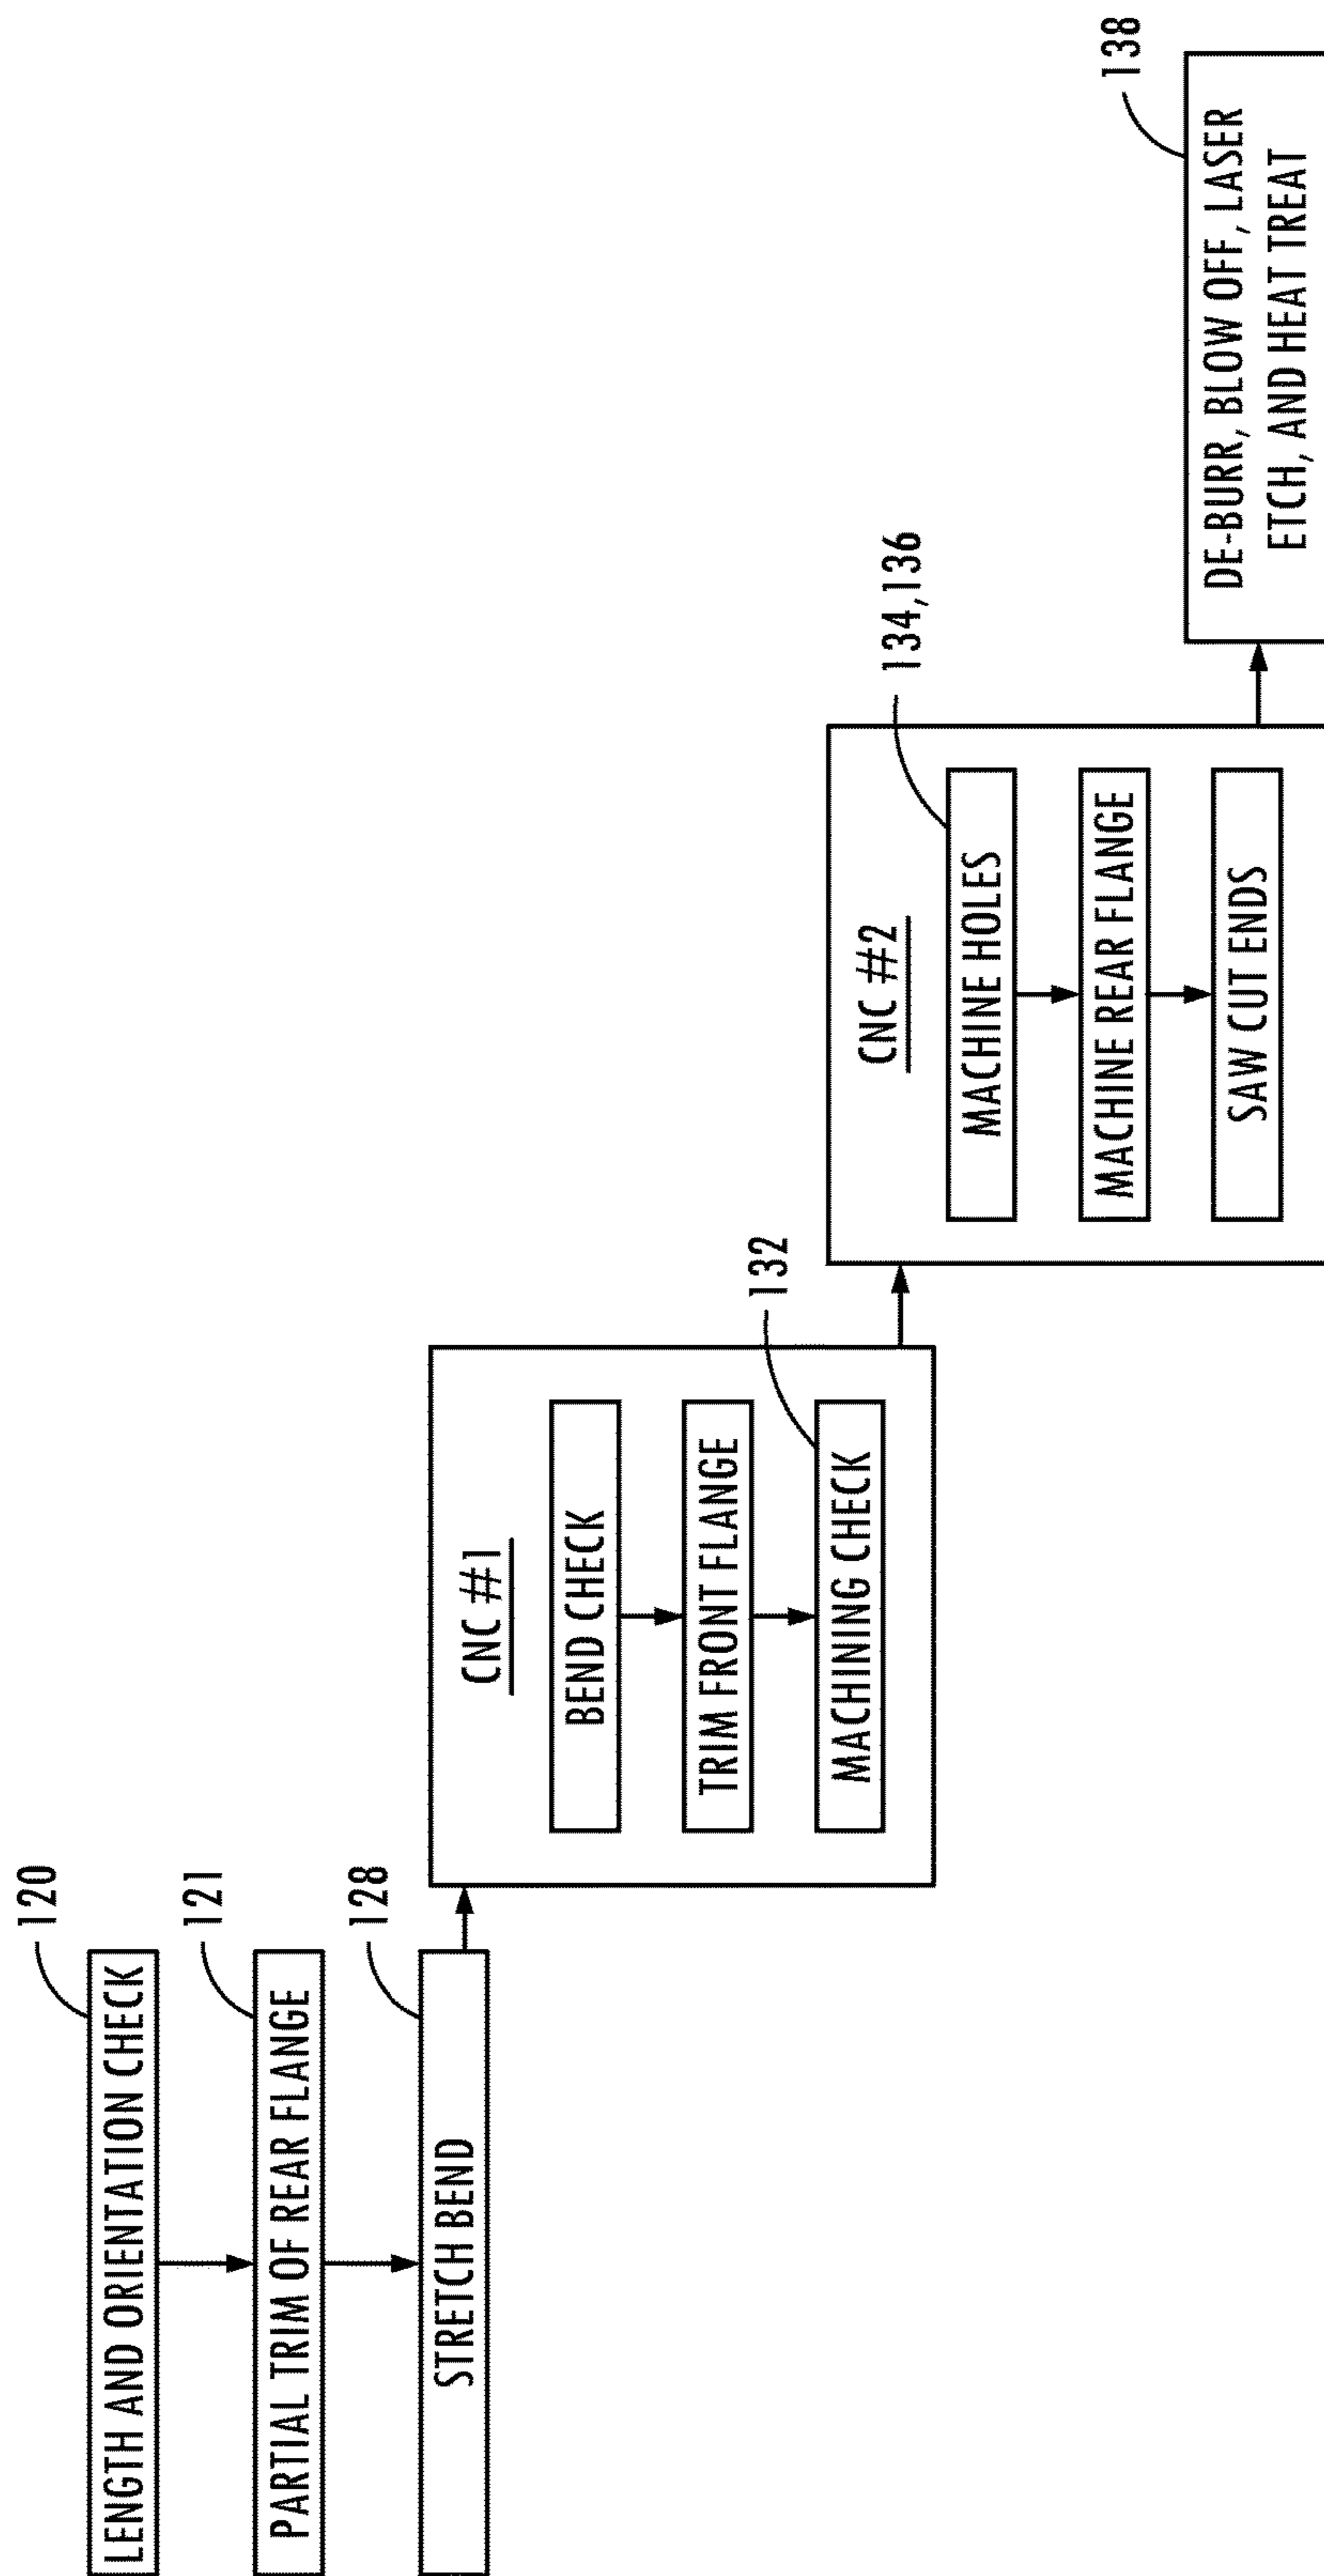 120
LENGTH AND ORIENTATION CHECK
121
PARTIAL TRIM OF REAR FLANGE
128
STRETCH BEND
CNC #1
BEND CHECK
TRIM FRONT FLANGE
132
MACHINING CHECK
CNC #2
134,136
MACHINE HOLES
MACHINE REAR FLANGE
SAW CUT ENDS
138
DE-BURR, BLOW OFF, LASER
ETCH, AND HEAT TREAT